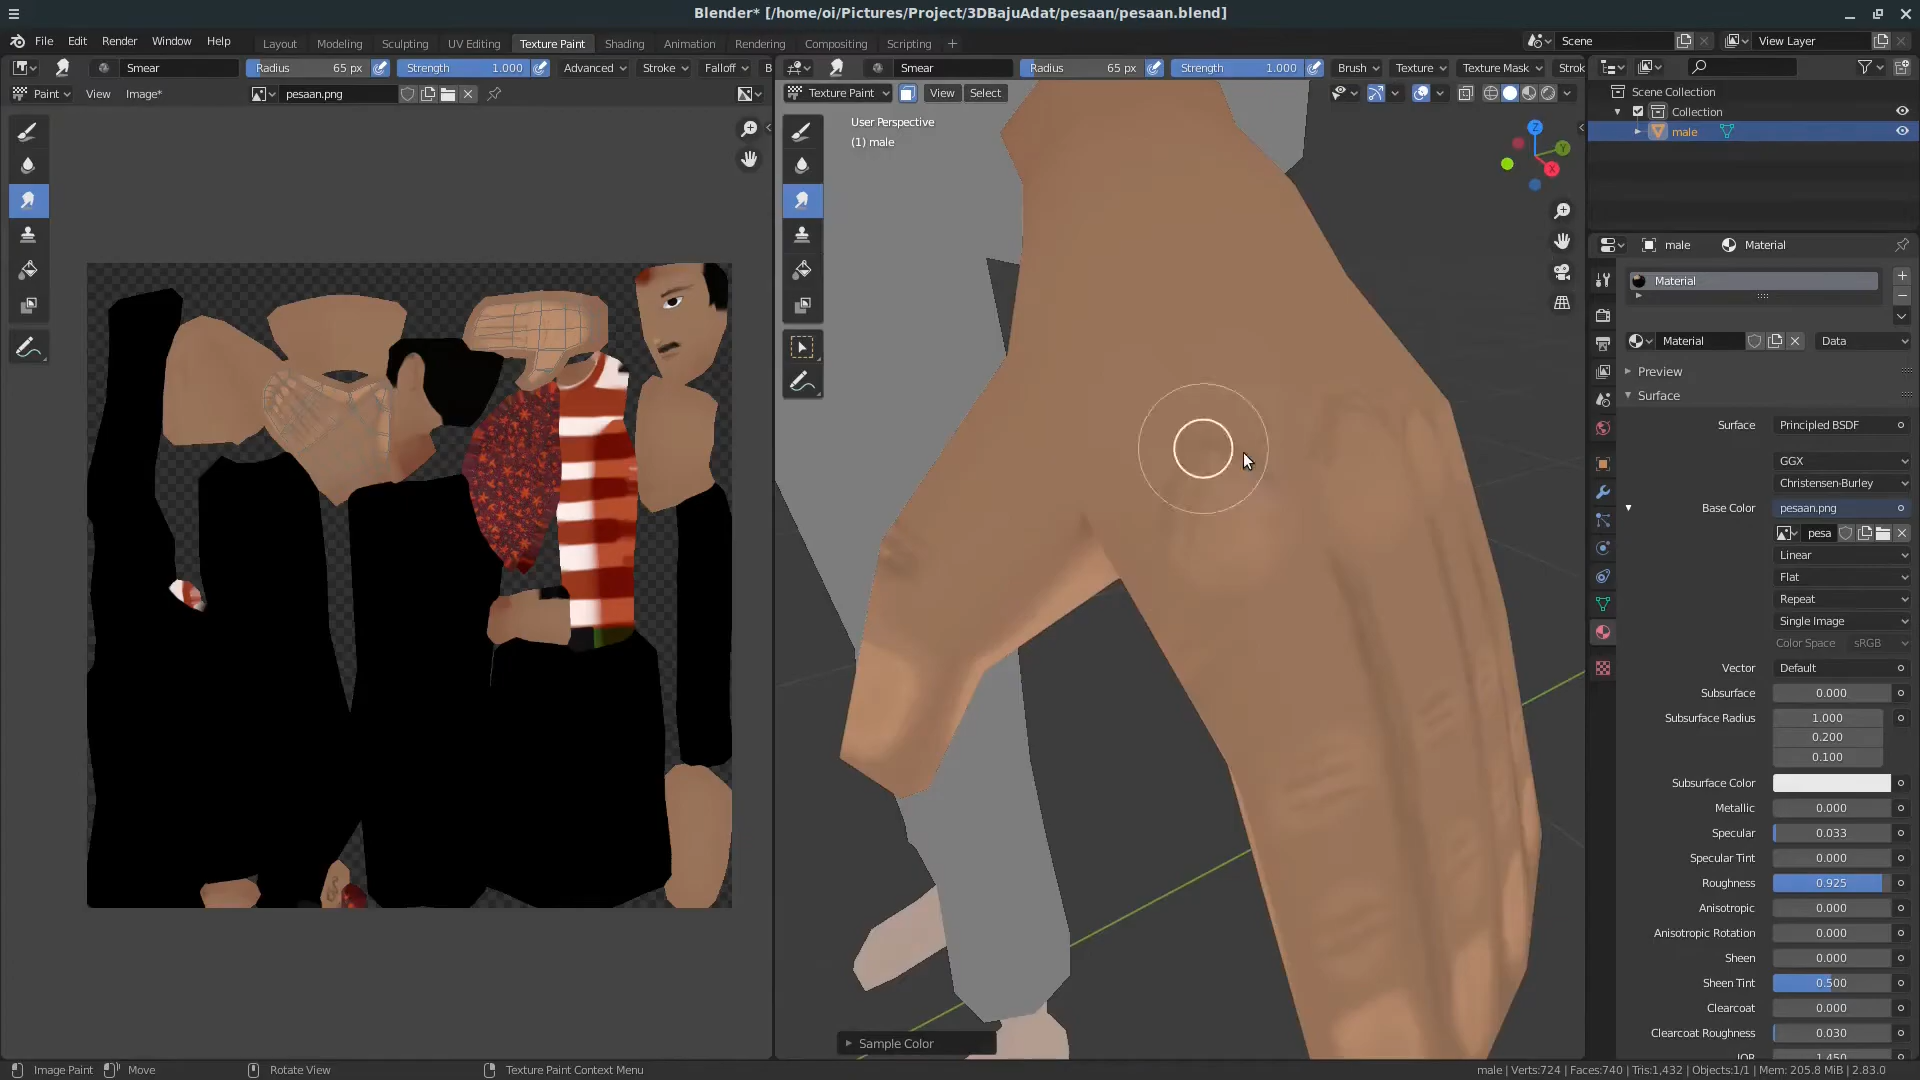 Blender* [/home/oi/Pictures/Project/3DBajuAdat/pesaan/pesaan.blend]
File Edit Render Window Help
Layout Modeling Sculpting UV Editing Texture Paint Shading Animation Rendering Compositing Scripting +
Scene
View Layer
Smear
Radius 65 px
Strength 1.000
Advanced
Stroke
Falloff
B
Smear
Radius 65 px
Strength 1.000
Brush
Texture
Texture Mask
Strok
Paint
View
Image*
pesaan.png
Texture Paint
View
Select
User Perspective
(1) male
Z
Y
X
Sample Color
Scene Collection
Collection
male
male
Material
Material
Material
Data
Preview
Surface
Surface Principled BSDF
GGX
Christensen-Burley
Base Color pesaan.png
pesa
Linear
Flat
Repeat
Single Image
Color Space sRGB
Vector Default
Subsurface 0.000
Subsurface Radius 1.000
0.200
0.100
Subsurface Color
Metallic 0.000
Specular 0.033
Specular Tint 0.000
Roughness 0.925
Anisotropic 0.000
Anisotropic Rotation 0.000
Sheen 0.000
Sheen Tint 0.500
Clearcoat 0.000
Clearcoat Roughness 0.030
IOR 1.450
Image Paint
Move
Rotate View
Texture Paint Context Menu
male | Verts:724 | Faces:740 | Tris:1,432 | Objects:1/1 | Mem: 205.8 MiB | 2.83.0